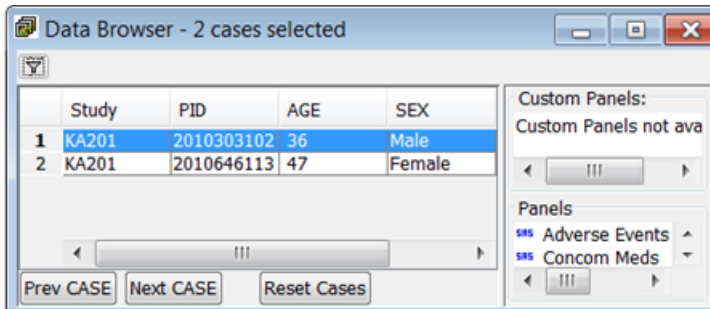 Data Browser - 2 cases selected
Study PID AGE SEX
1 KA201 2010303102 36 Male
2 KA201 2010646113 47 Female
Prev CASE Next CASE Reset Cases
Custom Panels:
Custom Panels not ava
Panels
SAS Adverse Events
SAS Concom Meds